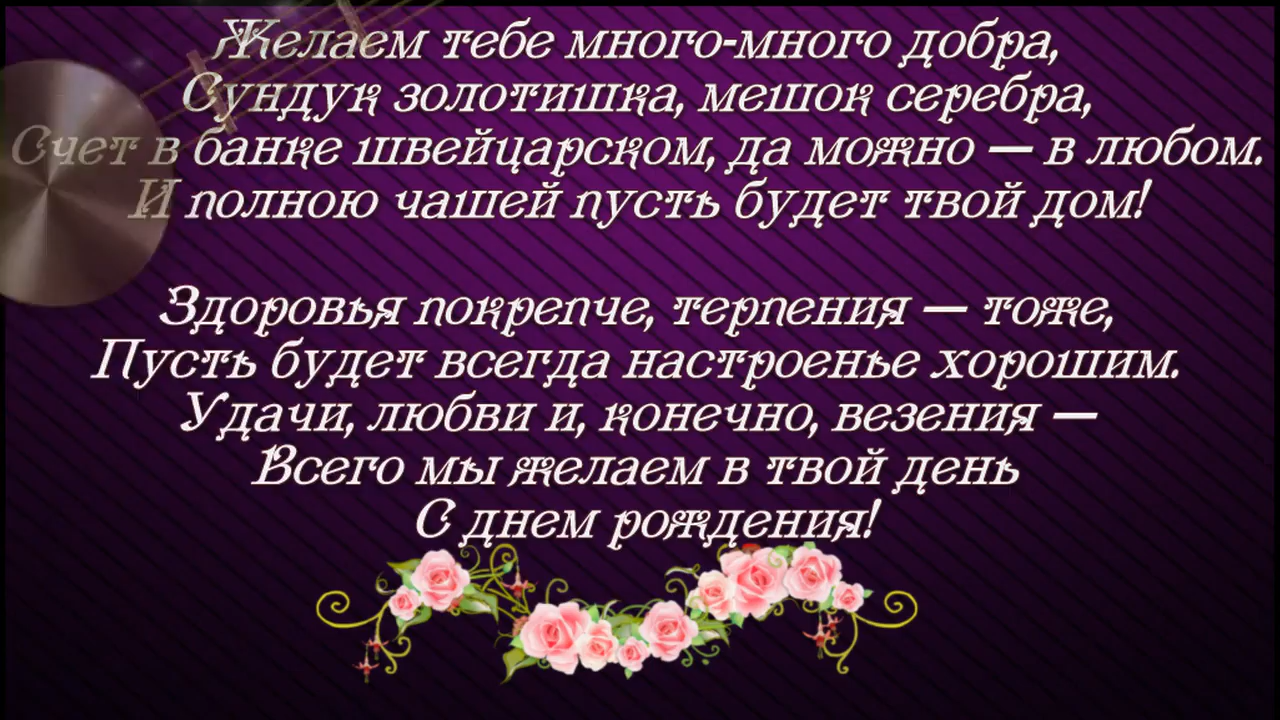 Желаем тебе много-много добра,
Сундук золотишка, мешок серебра,
Счет в банке швейцарском, да можно — в любом.
И полною чашей пусть будет твой дом!
Здоровья покрепче, терпения — тоже,
Пусть будет всегда настроенье хорошим.
Удачи, любви и, конечно, везения —
Всего мы желаем в твой день
С днем рождения!